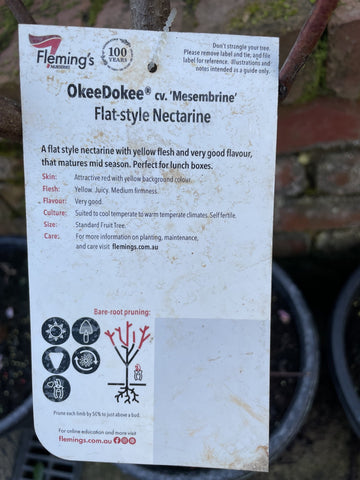 Fleming's
NURSERIES
100
YEARS
Don't strangle your tree.
Please remove label and tie, and file
label for reference. Illustrations and
notes intended as a guide only.
OkeeDokee® cv. 'Mesembrine'
Flat-style Nectarine
A flat style nectarine with yellow flesh and very good flavour,
that matures mid season. Perfect for lunch boxes.
Skin: Attractive red with yellow background colour.
Flesh: Yellow. Juicy. Medium firmness.
Flavour: Very good.
Culture: Suited to cool temperate to warm temperate climates. Self fertile.
Size: Standard Fruit Tree.
Care: For more information on planting, maintenance,
and care visit flemings.com.au
Bare-root pruning:
Prune each limb by 50% to just above a bud.
For online education and more visit
flemings.com.au